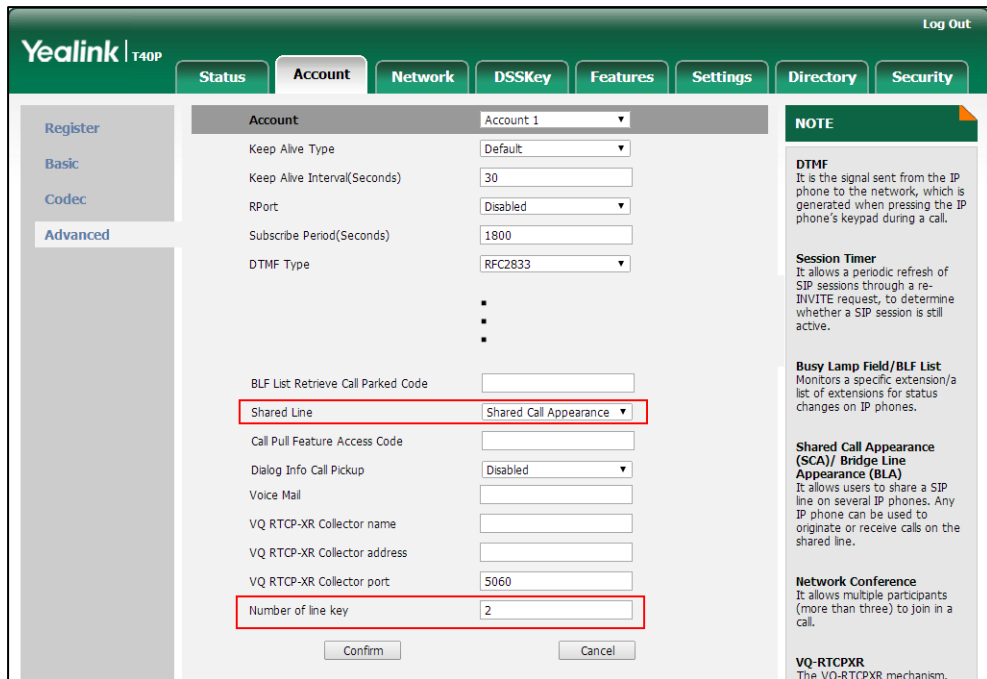 Log Out
Yealink | T40P
Status Account Network DSSKey Features Settings Directory Security
Register
Basic
Codec
Advanced
Account Account 1
Keep Alive Type Default
Keep Alive Interval(Seconds) 30
RPort Disabled
Subscribe Period(Seconds) 1800
DTMF Type RFC2833
BLF List Retrieve Call Parked Code
Shared Line Shared Call Appearance
Call Pull Feature Access Code
Dialog Info Call Pickup Disabled
Voice Mail
VQ RTCP-XR Collector name
VQ RTCP-XR Collector address
VQ RTCP-XR Collector port 5060
Number of line key 2
Confirm Cancel
NOTE
DTMF
It is the signal sent from the IP
phone to the network, which is
generated when pressing the IP
phone's keypad during a call.
Session Timer
It allows a periodic refresh of
SIP sessions through a re-
INVITE request, to determine
whether a SIP session is still
active.
Busy Lamp Field/BLF List
Monitors a specific extension/a
list of extensions for status
changes on IP phones.
Shared Call Appearance
(SCA)/ Bridge Line
Appearance (BLA)
It allows users to share a SIP
line on several IP phones. Any
IP phone can be used to
originate or receive calls on the
shared line.
Network Conference
It allows multiple participants
(more than three) to join in a
call.
VQ-RTCPXR
The VQ-RTCPXR mechanism,